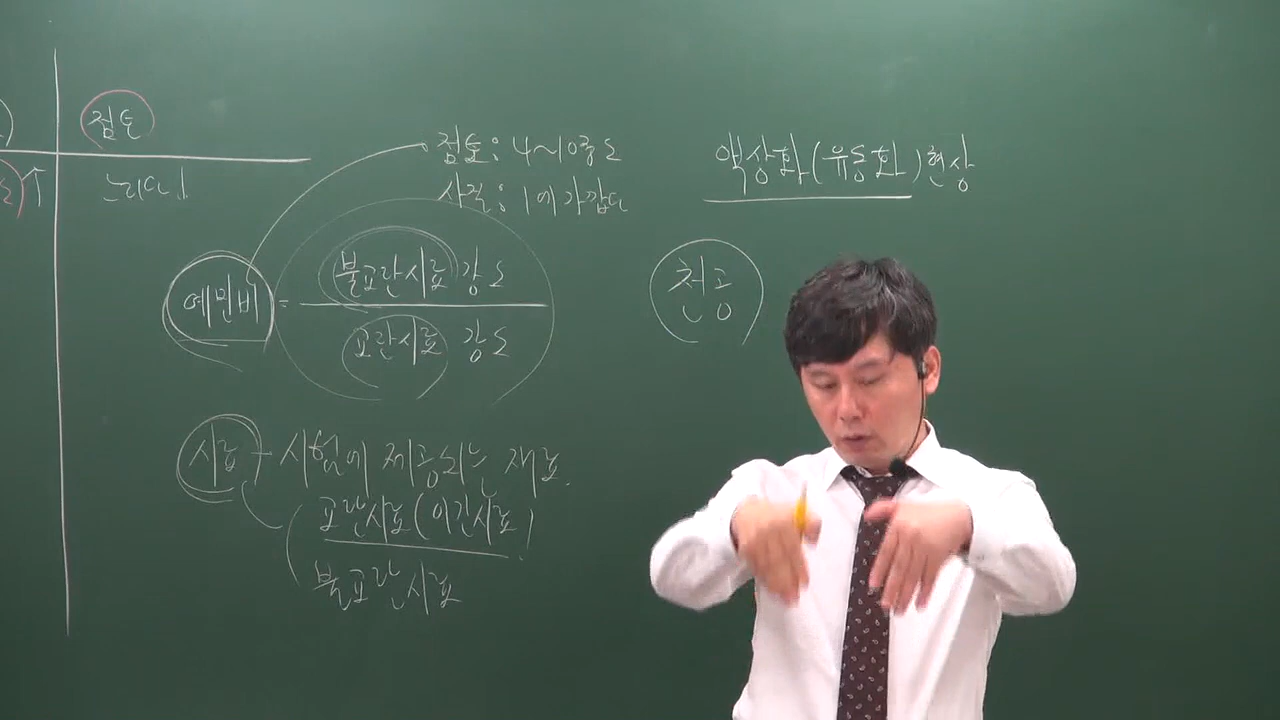 점토
느리다!
점토: 4~10정도
사질: 1에 가깝다
예민비 = 불교란시료 강도
교란시료 강도
시료 - 시험에 제공되는 재료.
교란시료(이긴시료)
불교란시료
액상화(유동화)현상
천공